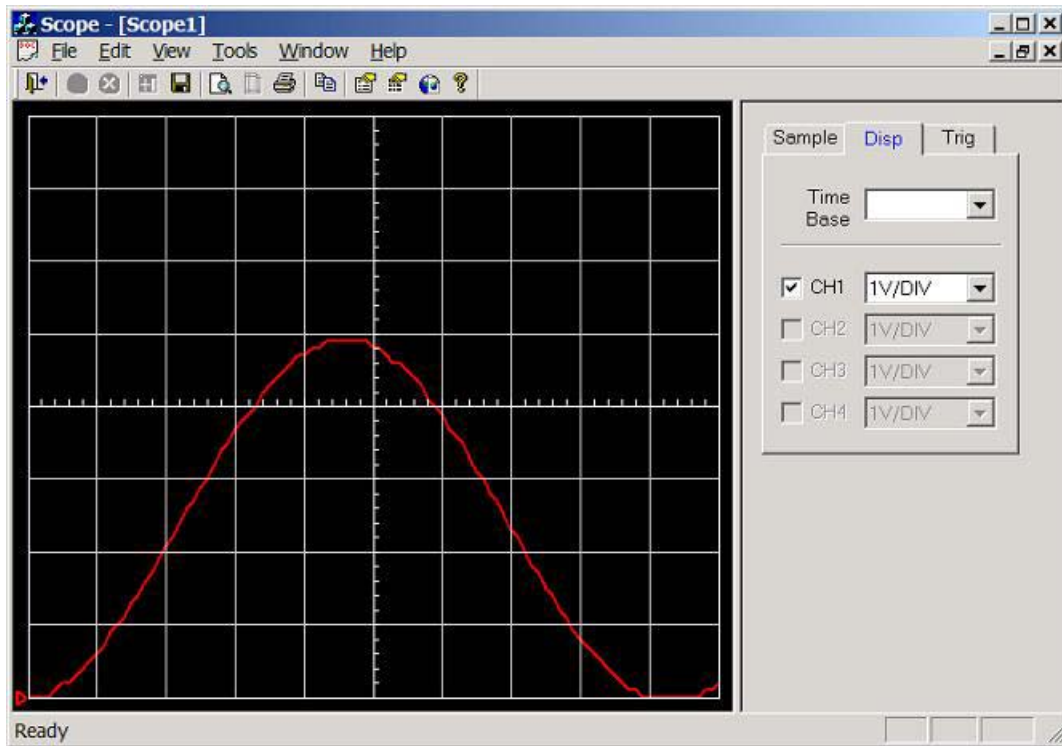 Scope - [Scope1]
File Edit View Tools Window Help
Sample Disp Trig
Time
Base
CH1 1V/DIV
CH2 1V/DIV
CH3 1V/DIV
CH4 1V/DIV
Ready